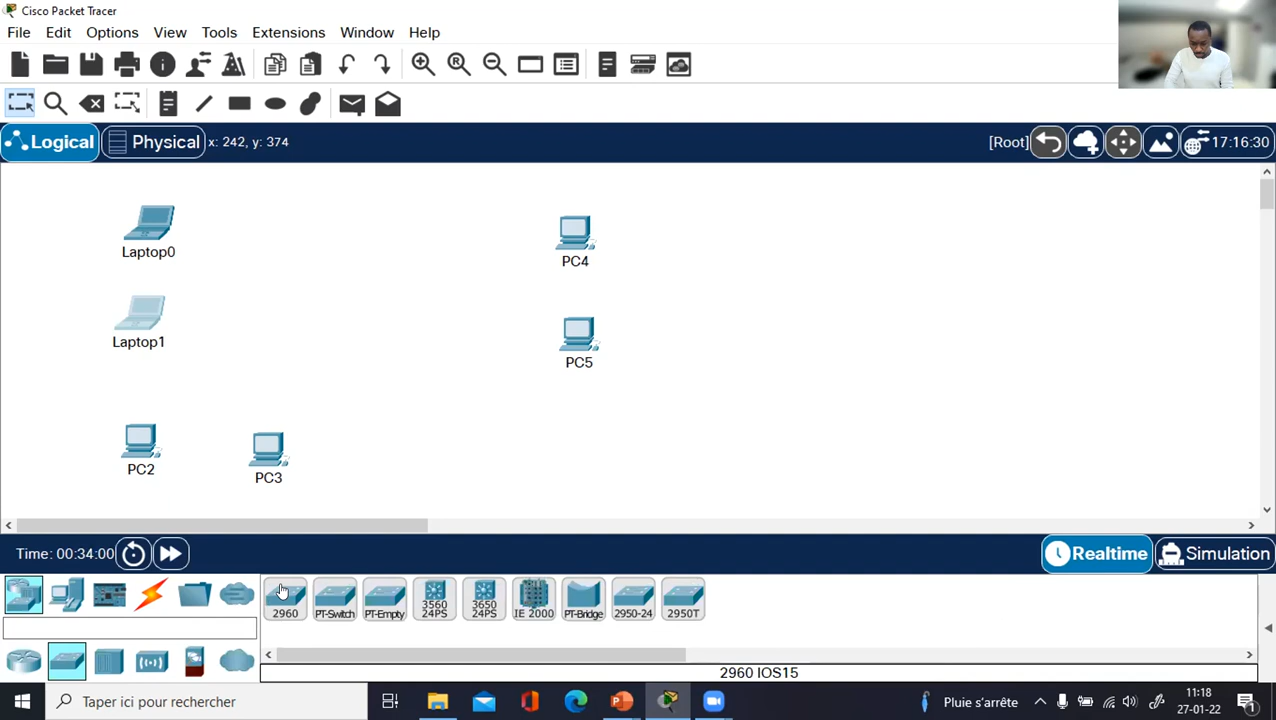 Cisco Packet Tracer
File Edit Options View Tools Extensions Window Help
Logical Physical x: 242, y: 374 [Root] 17:16:30
Laptop0
PC4
Laptop1
PC5
PC2
PC3
Time: 00:34:00 Realtime Simulation
2960 PT-Switch PT-Empty 3560 24PS 3650 24PS IE 2000 PT-Bridge 2950-24 2950T
2960 IOS15
Taper ici pour rechercher
Pluie s'arrête
11:18
27-01-22
1